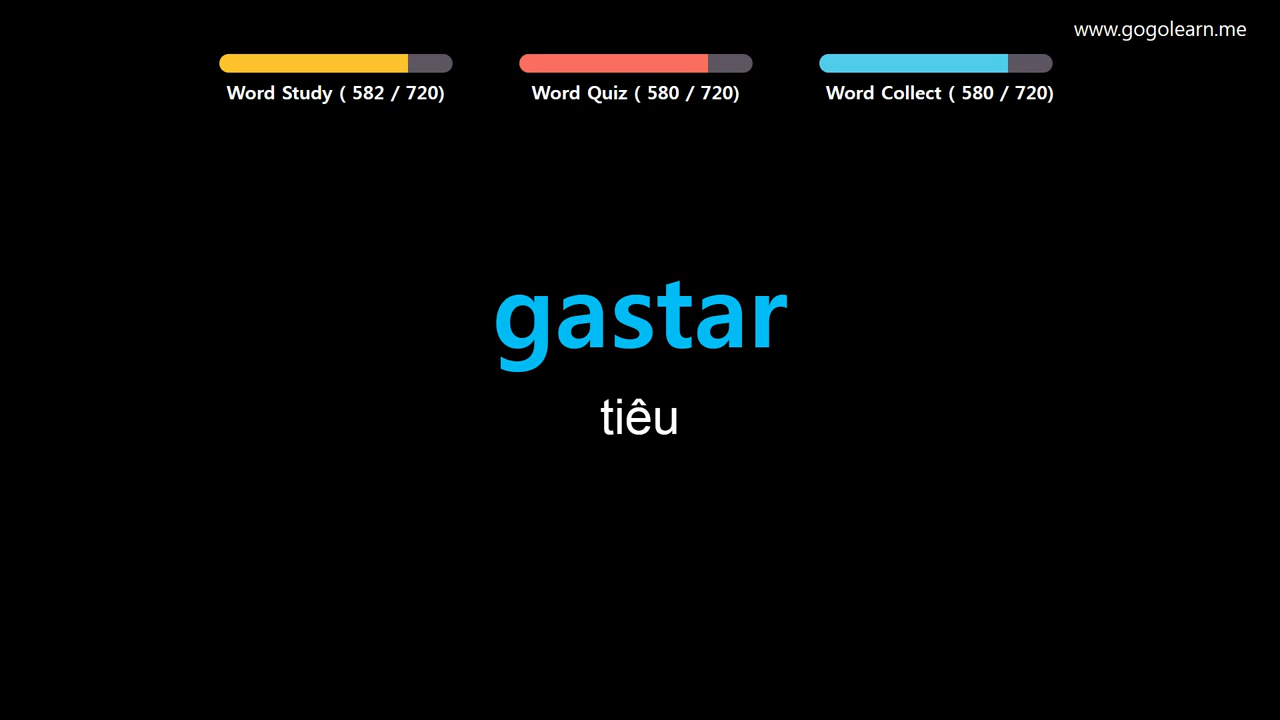 www.gogolearn.me
Word Study ( 582 / 720)
Word Quiz ( 580 / 720)
Word Collect ( 580 / 720)
gastar
tiêu